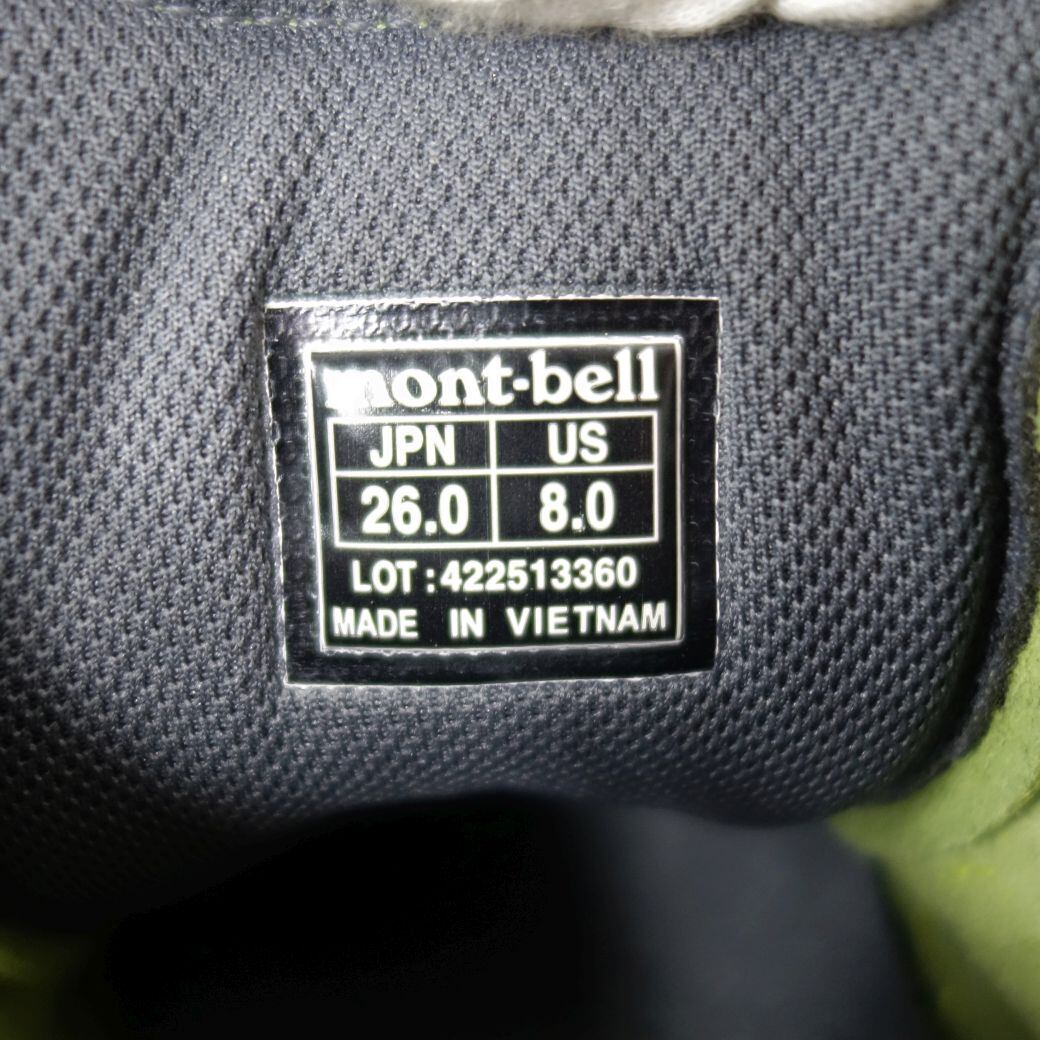 mont-bell
JPN US
26.0 8.0
LOT : 422513360
MADE IN VIETNAM